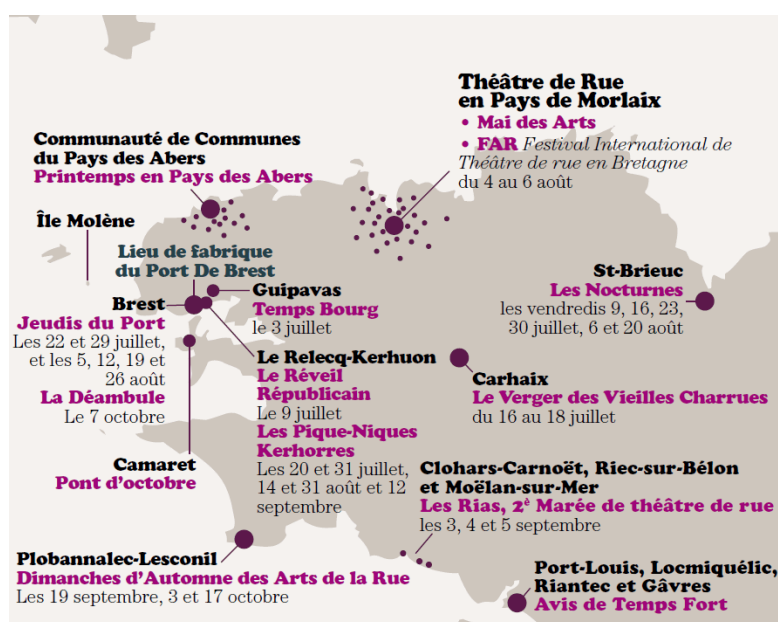 Théâtre de Rue
en Pays de Morlaix
• Mai des Arts
• FAR Festival International de
Théâtre de rue en Bretagne
du 4 au 6 août
Communauté de Communes
du Pays des Abers
Printemps en Pays des Abers
Île Molène
Lieu de fabrique
du Port De Brest
Brest
Jeudis du Port
Les 22 et 29 juillet,
et les 5, 12, 19 et
26 août
La Déambule
Le 7 octobre
Guipavas
Temps Bourg
le 3 juillet
St-Brieuc
Les Nocturnes
les vendredis 9, 16, 23,
30 juillet, 6 et 20 août
Le Relecq-Kerhuon
Le Réveil
Républicain
Le 9 juillet
Les Pique-Niques
Kerhorres
Les 20 et 31 juillet,
14 et 31 août et 12
septembre
Carhaix
Le Verger des Vieilles Charrues
du 16 au 18 juillet
Camaret
Pont d'octobre
Clohars-Carnoët, Riec-sur-Bélon
et Moëlan-sur-Mer
Les Rias, 2è Marée de théâtre de rue
les 3, 4 et 5 septembre
Plobannalec-Lesconil
Dimanches d'Automne des Arts de la Rue
Les 19 septembre, 3 et 17 octobre
Port-Louis, Locmiquélic,
Riantec et Gâvres
Avis de Temps Fort